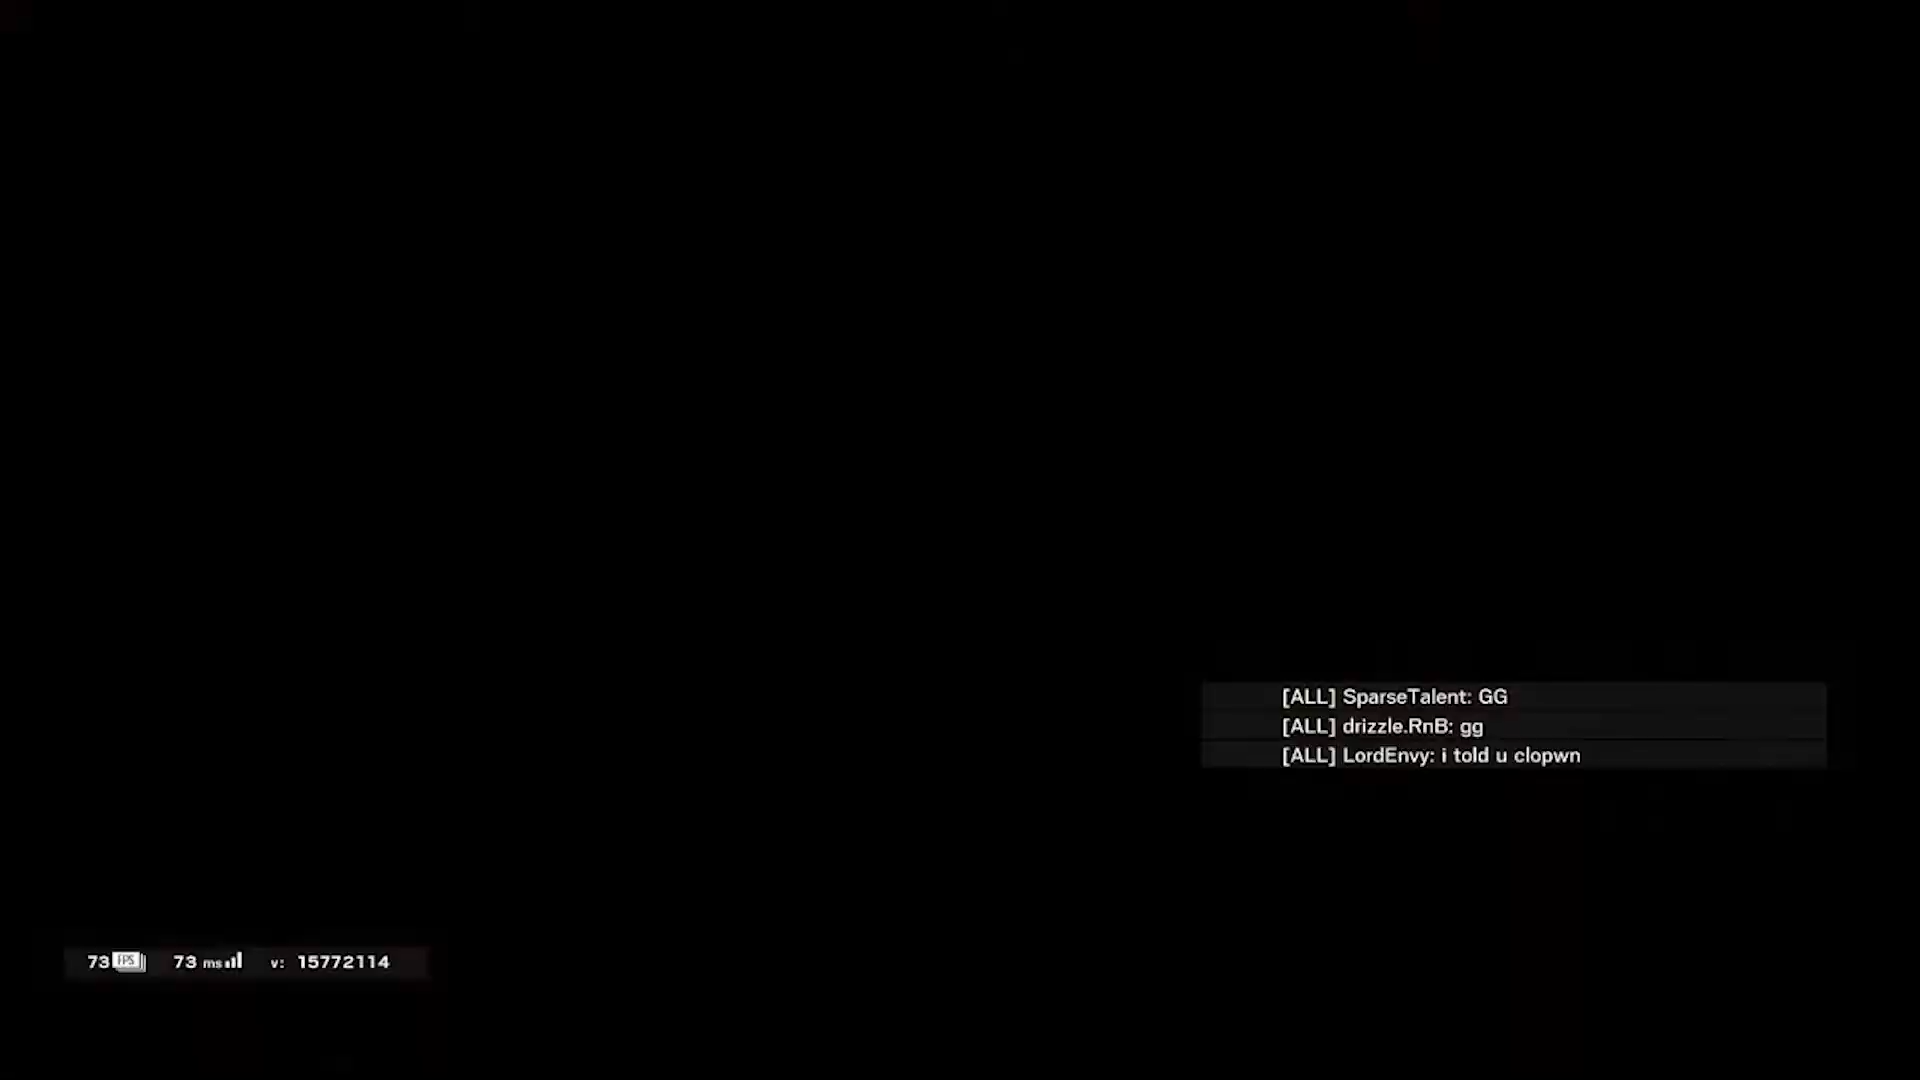 [ALL] SparseTalent: GG
[ALL] drizzle.RnB: gg
[ALL] LordEnvy: i told u clopwn
73 FPS 73 ms v: 15772114